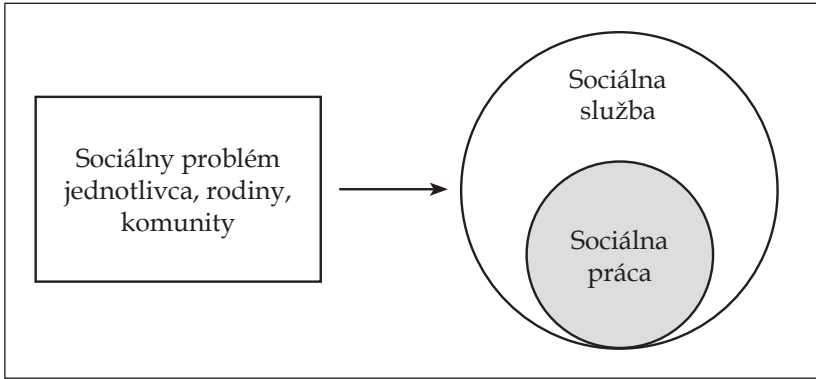 Sociálny problém
jednotlivca, rodiny,
komunity
Sociálna
služba
Sociálna
práca